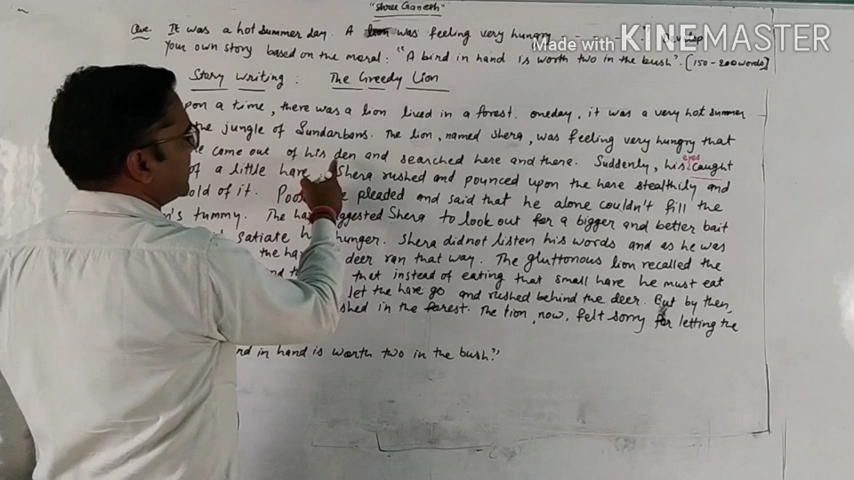 "Shree Ganesh"
Que It was a hot summer day. A lion was feeling very hungry
Made with KINEMASTER
Your own story based on the moral: "A bird in hand is worth two in the bush". [150-200 words]
Story Writing: The Greedy Lion
upon a time, there was a lion lived in a forest. oneday, it was a very hot summer
the jungle of Sundarbans. The lion, named Shera, was feeling very hungry that
he came out of his den and searched here and there. Suddenly, his eyes caught
of a little hare. Shera rushed and pounced upon the hare stealthily and
hold of it. pleaded and said that he alone couldn't fill the
tummy. The suggested Shera to look out for a bigger and better bait
satiate hunger. Shera didnot listen his words and as he was
the deer ran that way. The gluttonous lion recalled the
that instead of eating that small hare he must eat
let the hare go and rushed behind the deer. But by then,
in the forest. The lion, now, felt sorry for letting the
in hand is worth two in the bush"